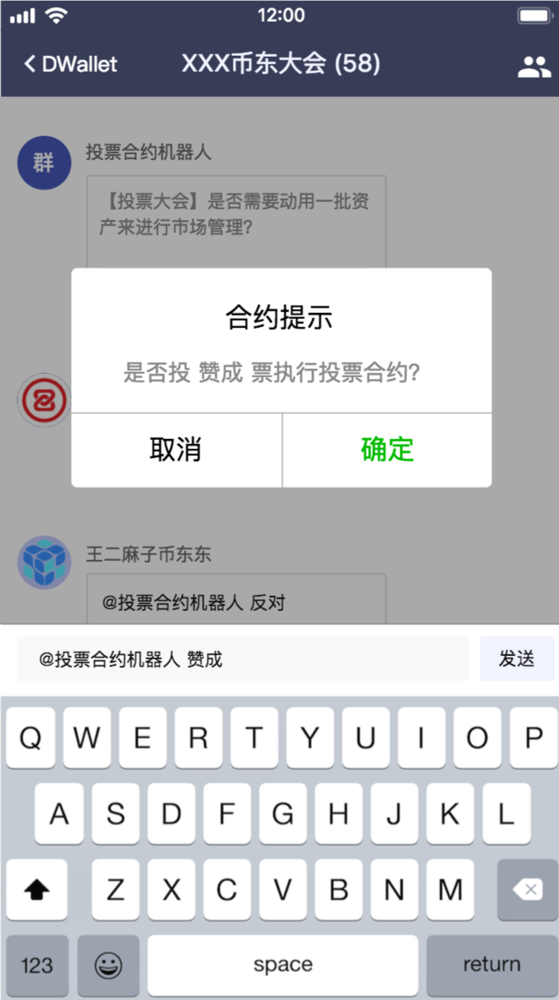 12:00
DWallet
XXX币东大会 (58)
群
投票合约机器人
【投票大会】是否需要动用一批资
产来进行市场管理?
合约提示
是否投 赞成 票执行投票合约?
取消
确定
王二麻子币东东
@投票合约机器人 反对
@投票合约机器人 赞成
发送
Q W E R T Y U I O P
A S D F G H J K L
Z X C V B N M
123
space
return